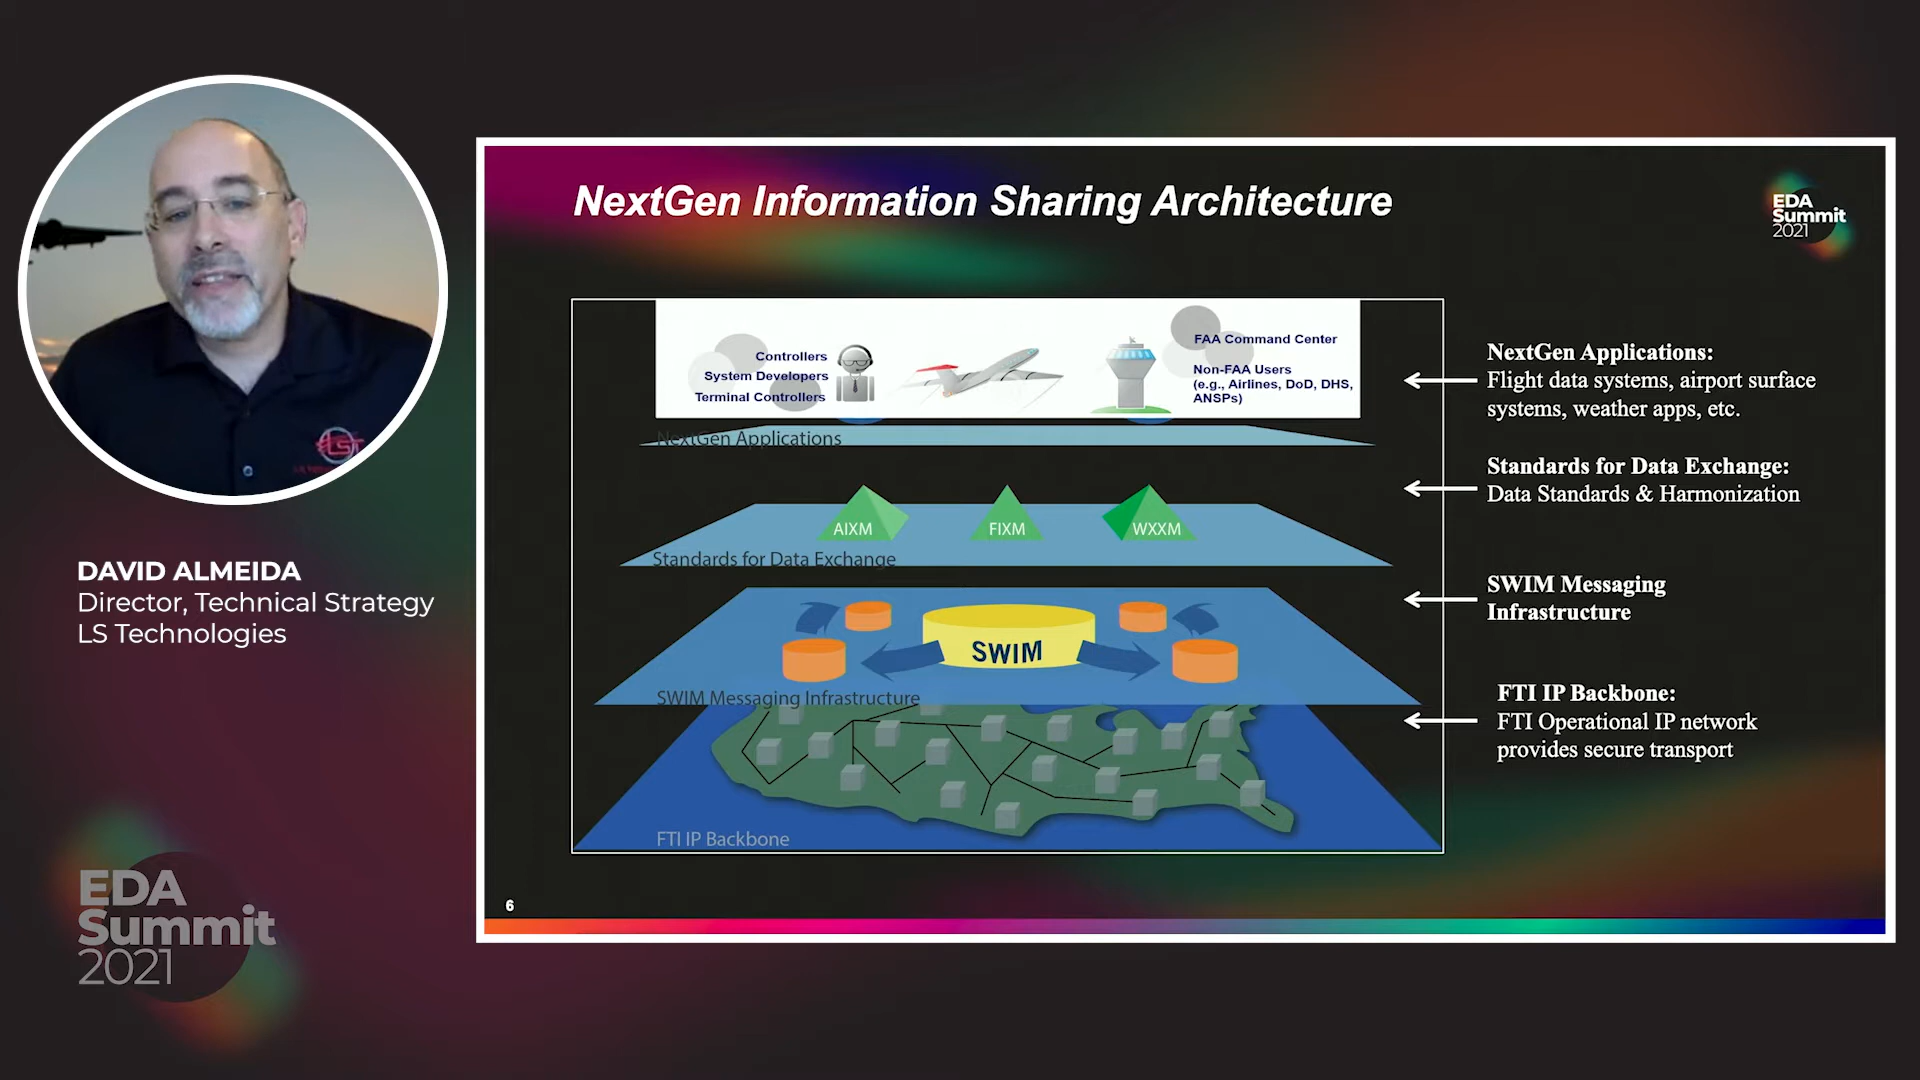 NextGen Information Sharing Architecture
EDA
Summit
2021
Controllers
System Developers
Terminal Controllers
FAA Command Center
Non-FAA Users
(e.g., Airlines, DoD, DHS,
ANSPs)
NextGen Applications
AIXM
FIXM
WXXM
Standards for Data Exchange
SWIM
SWIM Messaging Infrastructure
FTI IP Backbone
NextGen Applications:
Flight data systems, airport surface
systems, weather apps, etc.
Standards for Data Exchange:
Data Standards & Harmonization
SWIM Messaging
Infrastructure
FTI IP Backbone:
FTI Operational IP network
provides secure transport
6
LST
DAVID ALMEIDA
Director, Technical Strategy
LS Technologies
EDA
Summit
2021